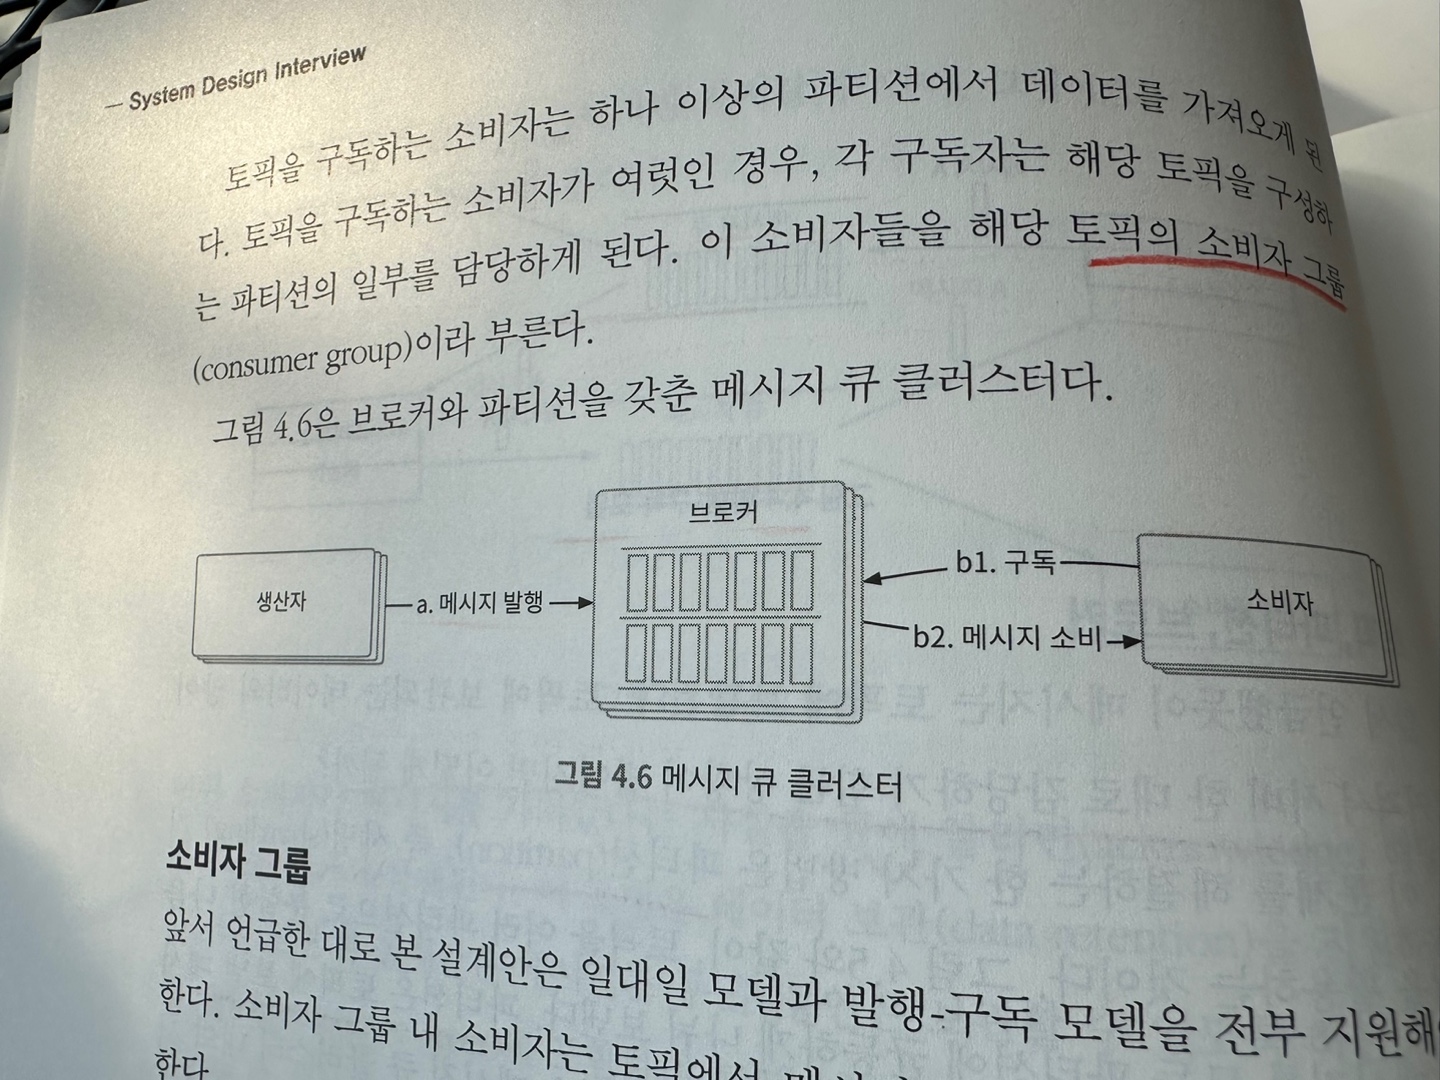 — System Design Interview
토픽을 구독하는 소비자는 하나 이상의 파티션에서 데이터를 가져오게 된
다. 토픽을 구독하는 소비자가 여럿인 경우, 각 구독자는 해당 토픽을 구성하
는 파티션의 일부를 담당하게 된다. 이 소비자들을 해당 토픽의 소비자 그룹
(consumer group)이라 부른다.
그림 4.6은 브로커와 파티션을 갖춘 메시지 큐 클러스터다.
브로커
생산자
a. 메시지 발행
b1. 구독
b2. 메시지 소비
소비자
그림 4.6 메시지 큐 클러스터
소비자 그룹
앞서 언급한 대로 본 설계안은 일대일 모델과 발행-구독 모델을 전부 지원해
한다. 소비자 그룹 내 소비자는 토픽에서
한다